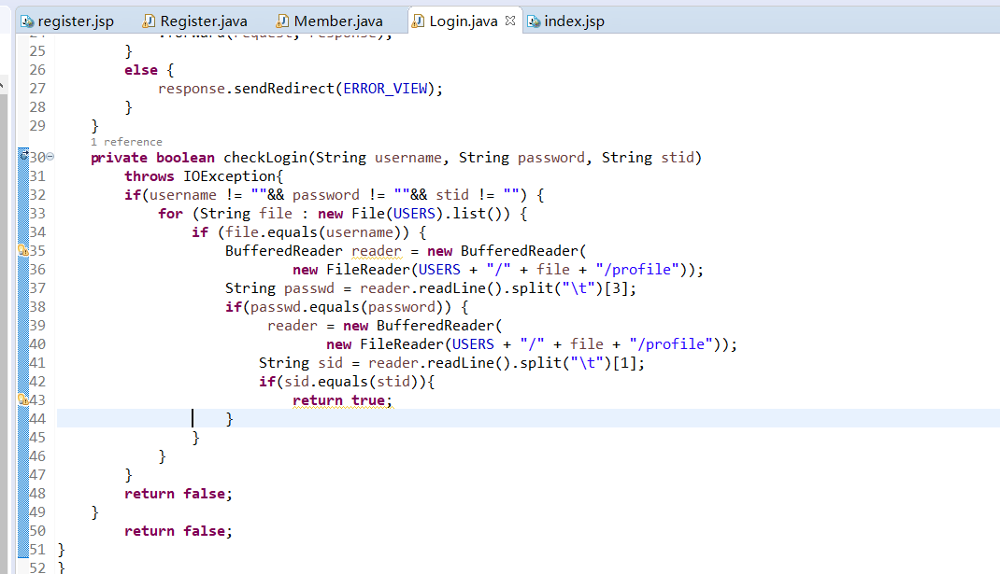 register.jsp Register.java Member.java Login.java index.jsp
25 }
26 else {
27 response.sendRedirect(ERROR_VIEW);
28 }
29 }
1 reference
30 private boolean checkLogin(String username, String password, String stid)
31 throws IOException{
32 if(username != ""&& password != ""&& stid != "") {
33 for (String file : new File(USERS).list()) {
34 if (file.equals(username)) {
35 BufferedReader reader = new BufferedReader(
36 new FileReader(USERS + "/" + file + "/profile"));
37 String passwd = reader.readLine().split("\t")[3];
38 if(passwd.equals(password)) {
39 reader = new BufferedReader(
40 new FileReader(USERS + "/" + file + "/profile"));
41 String sid = reader.readLine().split("\t")[1];
42 if(sid.equals(stid)){
43 return true;
44 }
45 }
46 }
47 }
48 return false;
49 }
50 return false;
51 }
52 }